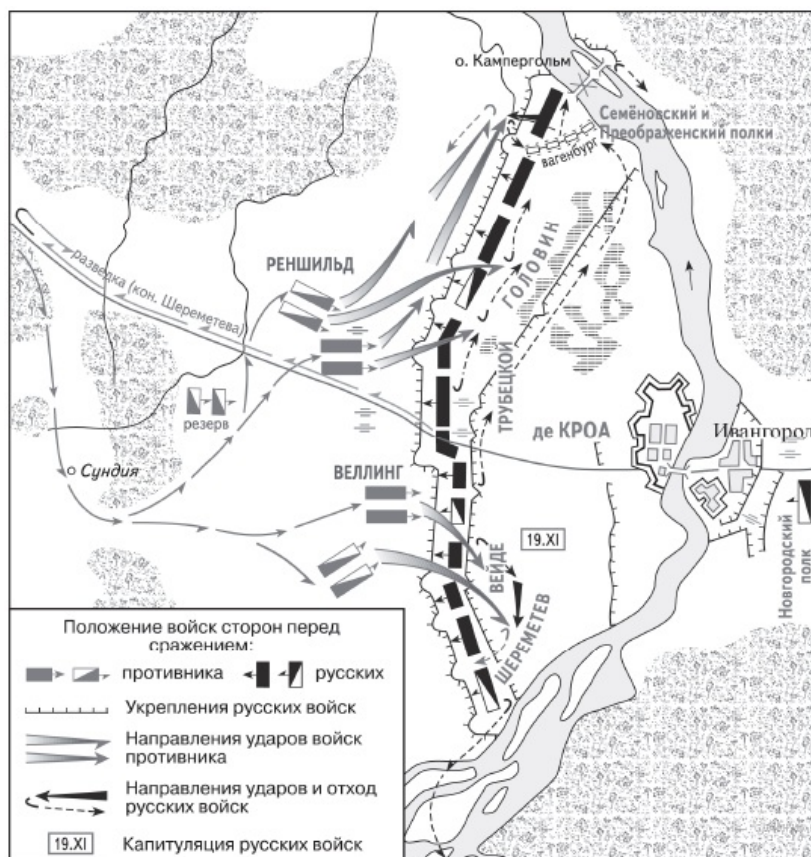 о. Кампергольм
Семёновский и
Преображенский полки
вагенбург
РЕНШИЛЬД
разведка (кон. Шереметева)
ГОЛОВИН
ТРУБЕЦКОЙ
резерв
де КРОА
Ивангород
Сундия
ВЕЛЛИНГ
19.XI
ВЕЙДЕ
ШЕРЕМЕТЕВ
Новгородский
полк
Положение войск сторон перед
сражением:
противника
русских
Укрепления русских войск
Направления ударов войск
противника
Направления ударов и отход
русских войск
19.XI
Капитуляция русских войск